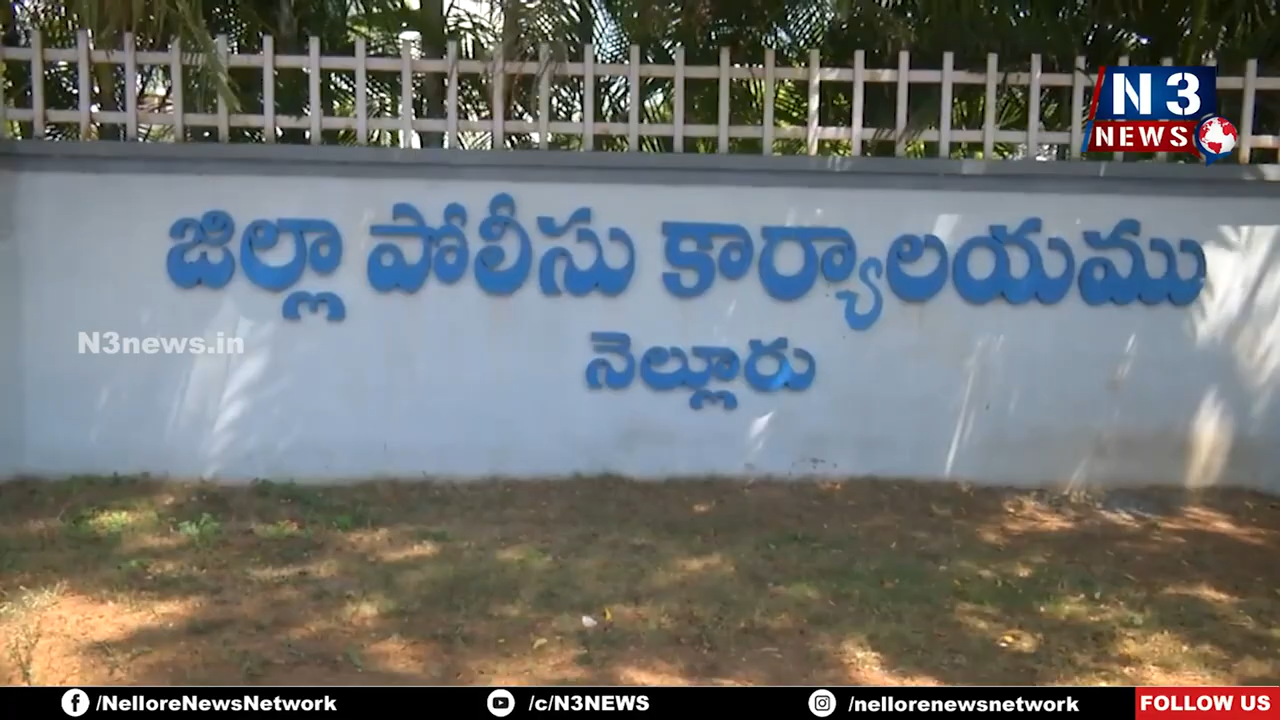 N3
NEWS
జిల్లా పోలీసు కార్యాలయము
N3news.in
నెల్లూరు
/NelloreNewsNetwork /c/N3NEWS /nellorenewsnetwork FOLLOW US